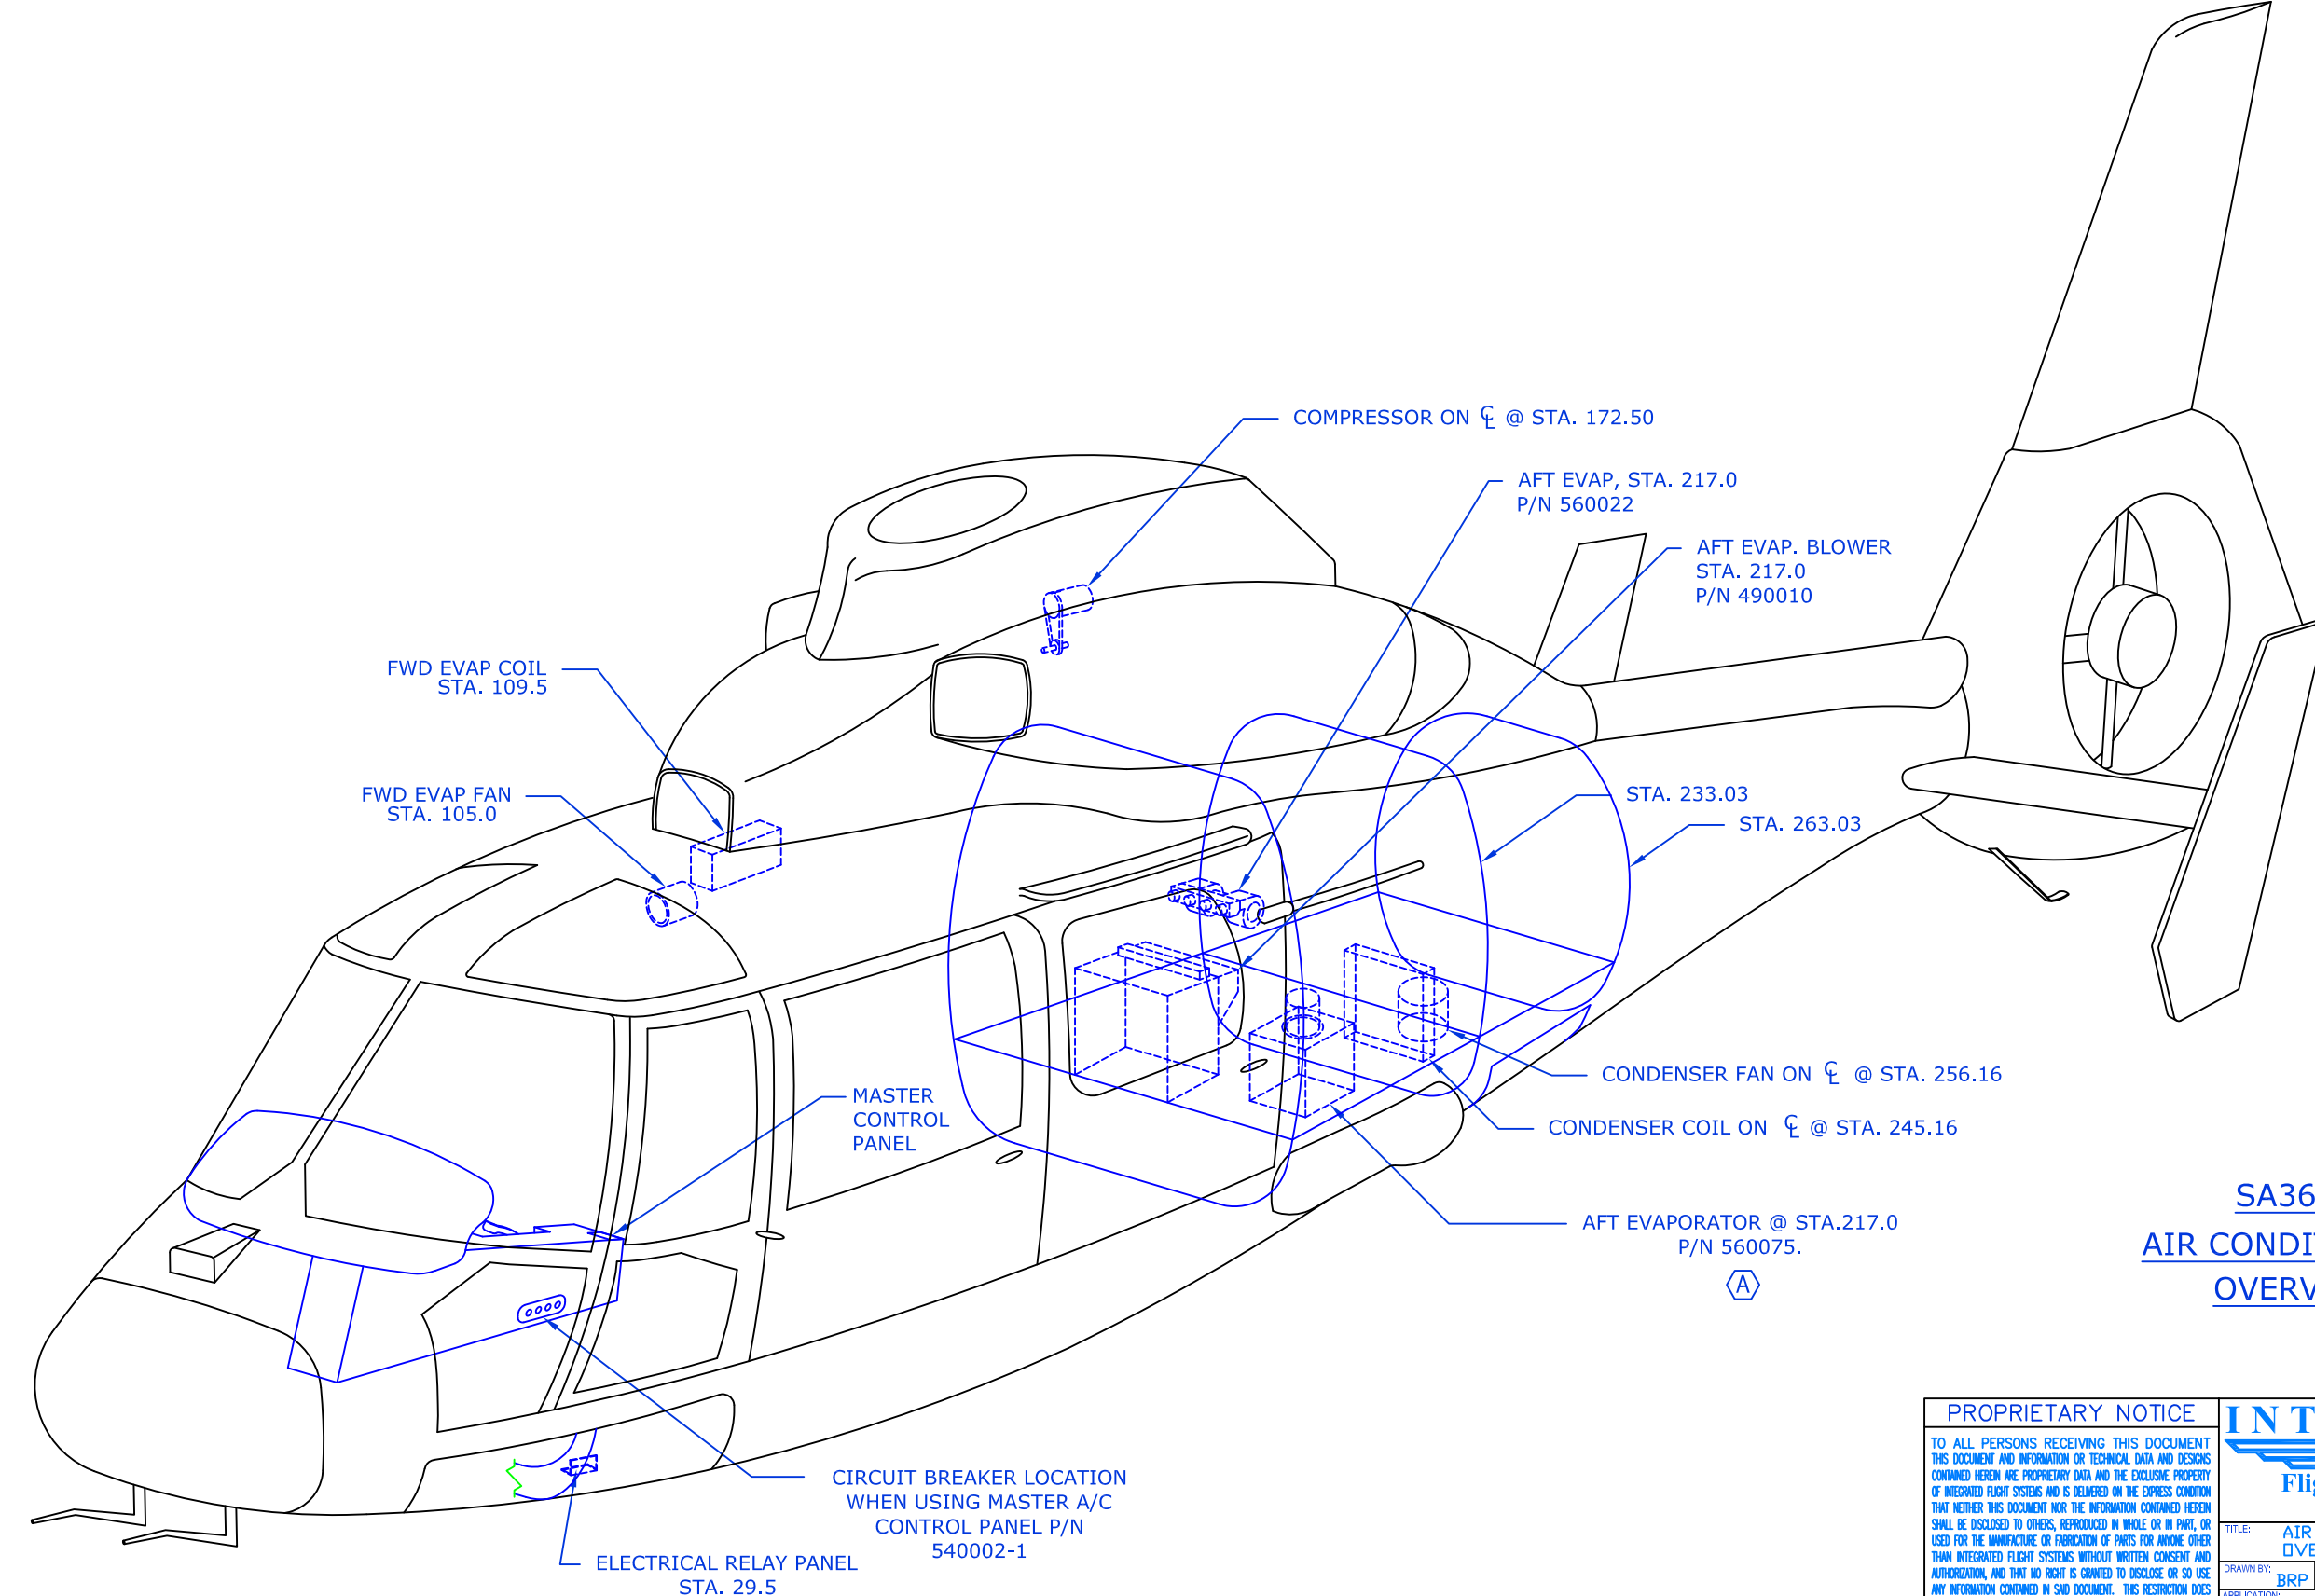 COMPRESSOR ON ℄ @ STA. 172.50
AFT EVAP, STA. 217.0
P/N 560022
AFT EVAP. BLOWER
STA. 217.0
P/N 490010
FWD EVAP COIL
STA. 109.5
FWD EVAP FAN
STA. 105.0
STA. 233.03
STA. 263.03
MASTER
CONTROL
PANEL
CONDENSER FAN ON ℄ @ STA. 256.16
CONDENSER COIL ON ℄ @ STA. 245.16
AFT EVAPORATOR @ STA.217.0
P/N 560075.
A
SA36
AIR CONDI
OVERV
CIRCUIT BREAKER LOCATION
WHEN USING MASTER A/C
CONTROL PANEL P/N
540002-1
ELECTRICAL RELAY PANEL
STA. 29.5
PROPRIETARY NOTICE
TO ALL PERSONS RECEIVING THIS DOCUMENT
THIS DOCUMENT AND INFORMATION OR TECHNICAL DATA AND DESIGNS
CONTAINED HEREIN ARE PROPRIETARY DATA AND THE EXCLUSIVE PROPERTY
OF INTEGRATED FLIGHT SYSTEMS AND IS DELIVERED ON THE EXPRESS CONDITION
THAT NEITHER THIS DOCUMENT NOR THE INFORMATION CONTAINED HEREIN
SHALL BE DISCLOSED TO OTHERS, REPRODUCED IN WHOLE OR IN PART, OR
USED FOR THE MANUFACTURE OR FABRICATION OF PARTS FOR ANYONE OTHER
THAN INTEGRATED FLIGHT SYSTEMS WITHOUT WRITTEN CONSENT AND
AUTHORIZATION, AND THAT NO RIGHT IS GRANTED TO DISCLOSE OR SO USE
ANY INFORMATION CONTAINED IN SAID DOCUMENT. THIS RESTRICTION DOES
INT
Flig
TITLE: AIR
OVE
DRAWN BY: BRP
APPLICATION: